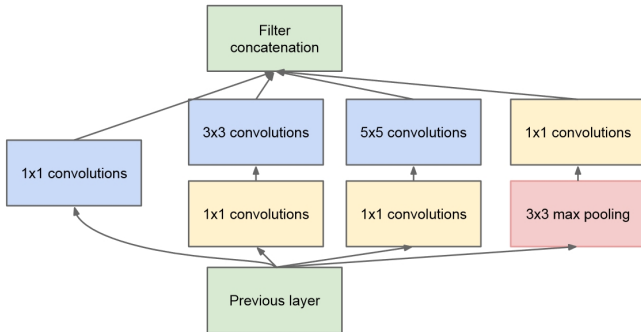 Filter
concatenation
3x3 convolutions
5x5 convolutions
1x1 convolutions
1x1 convolutions
1x1 convolutions
1x1 convolutions
3x3 max pooling
Previous layer